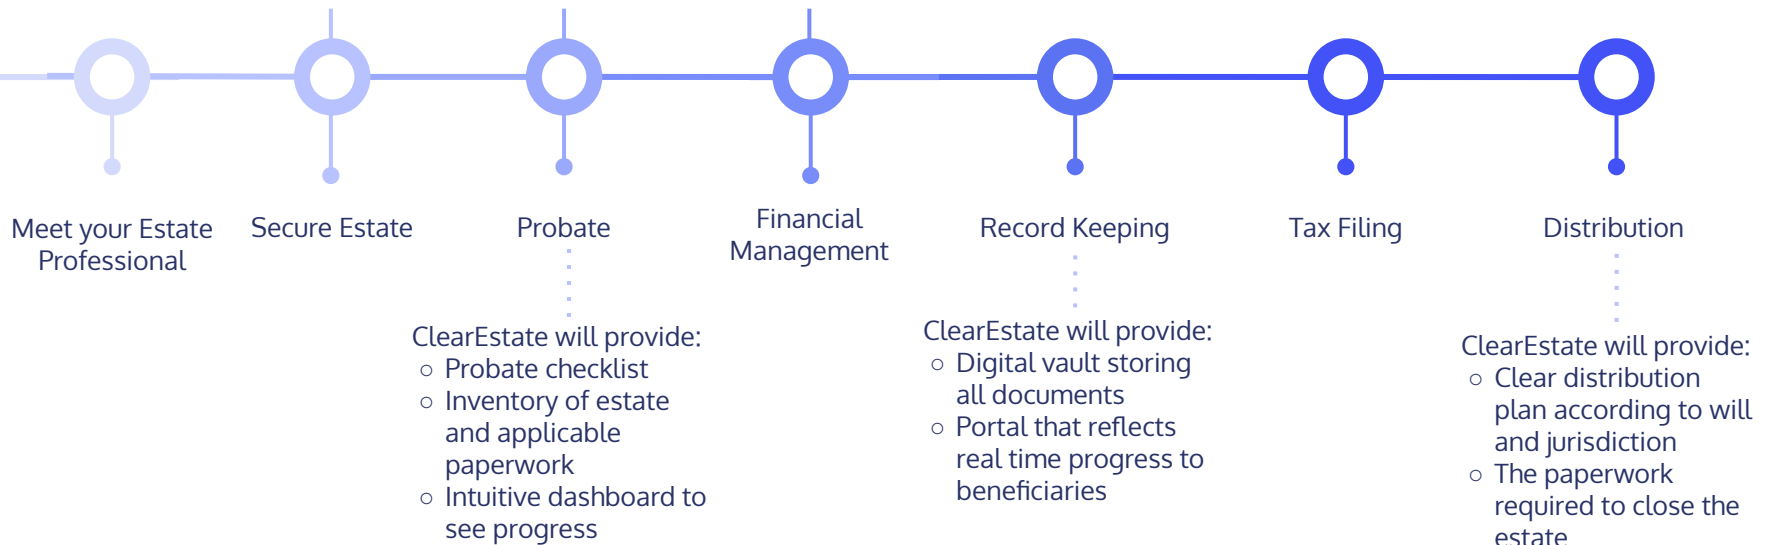 Meet your Estate
Professional
Secure Estate
Probate
Financial
Management
Record Keeping
Tax Filing
Distribution
ClearEstate will provide:
○ Probate checklist
○ Inventory of estate
and applicable
paperwork
○ Intuitive dashboard to
see progress
ClearEstate will provide:
○ Digital vault storing
all documents
○ Portal that reflects
real time progress to
beneficiaries
ClearEstate will provide:
○ Clear distribution
plan according to will
and jurisdiction
○ The paperwork
required to close the
estate